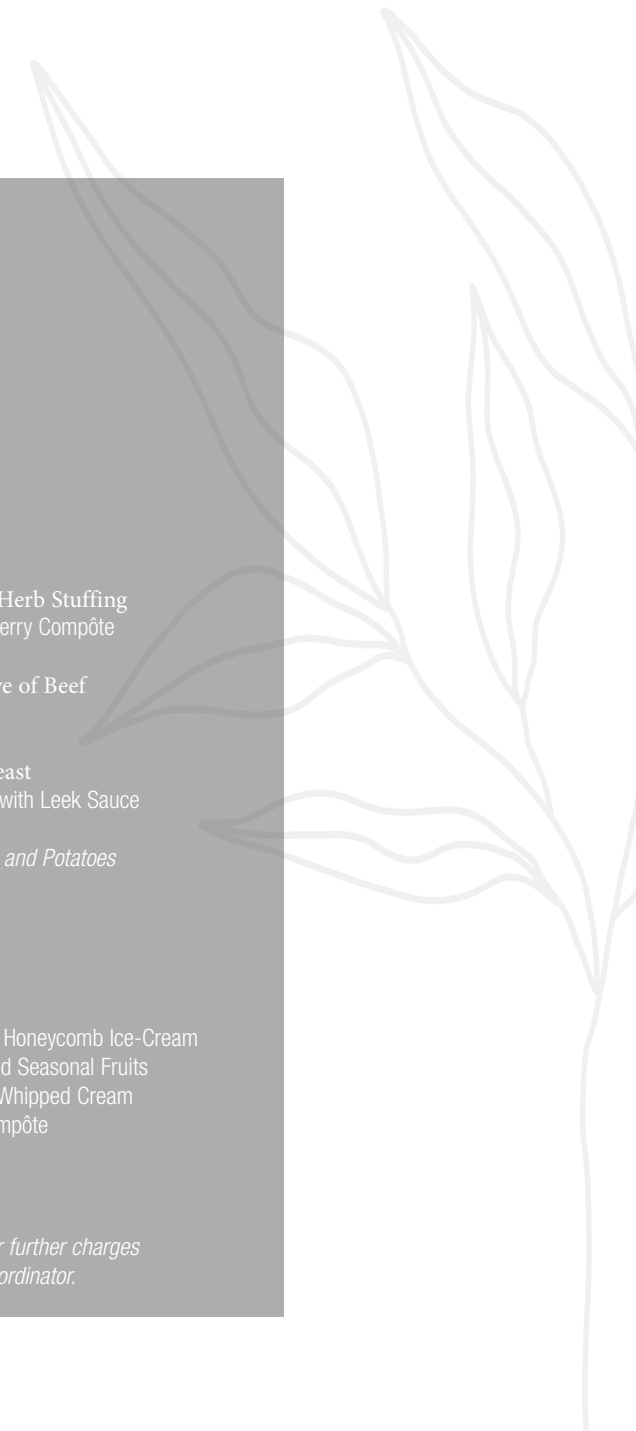 Herb Stuffing
erry Compôte
e of Beef
east
with Leek Sauce
and Potatoes
Honeycomb Ice-Cream
d Seasonal Fruits
Whipped Cream
mpôte
r further charges
ordinator.